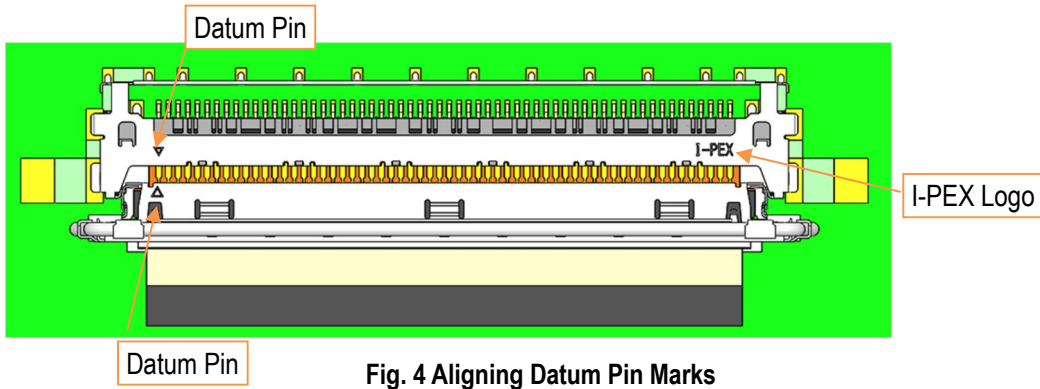 Datum Pin
I-PEX
I-PEX Logo
Datum Pin
Fig. 4 Aligning Datum Pin Marks